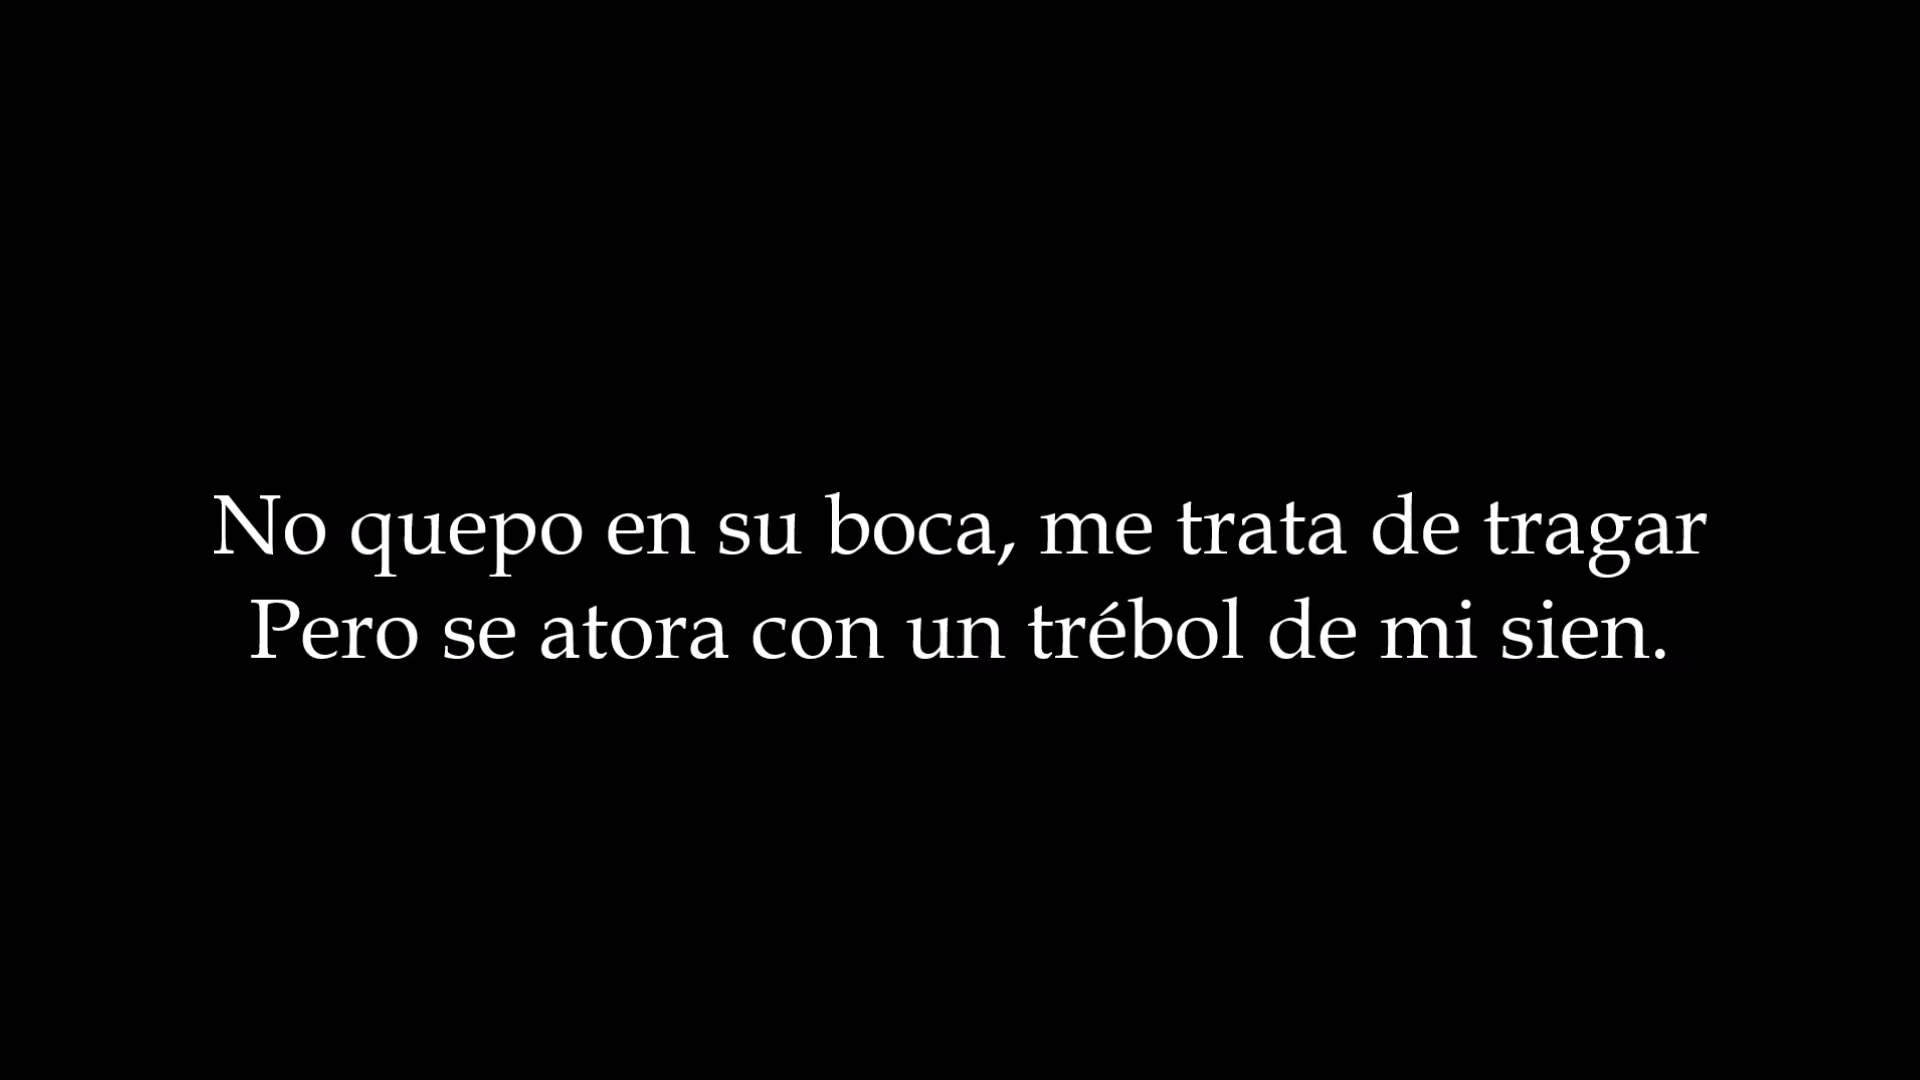 No quepo en su boca, me trata de tragar
Pero se atora con un trébol de mi sien.